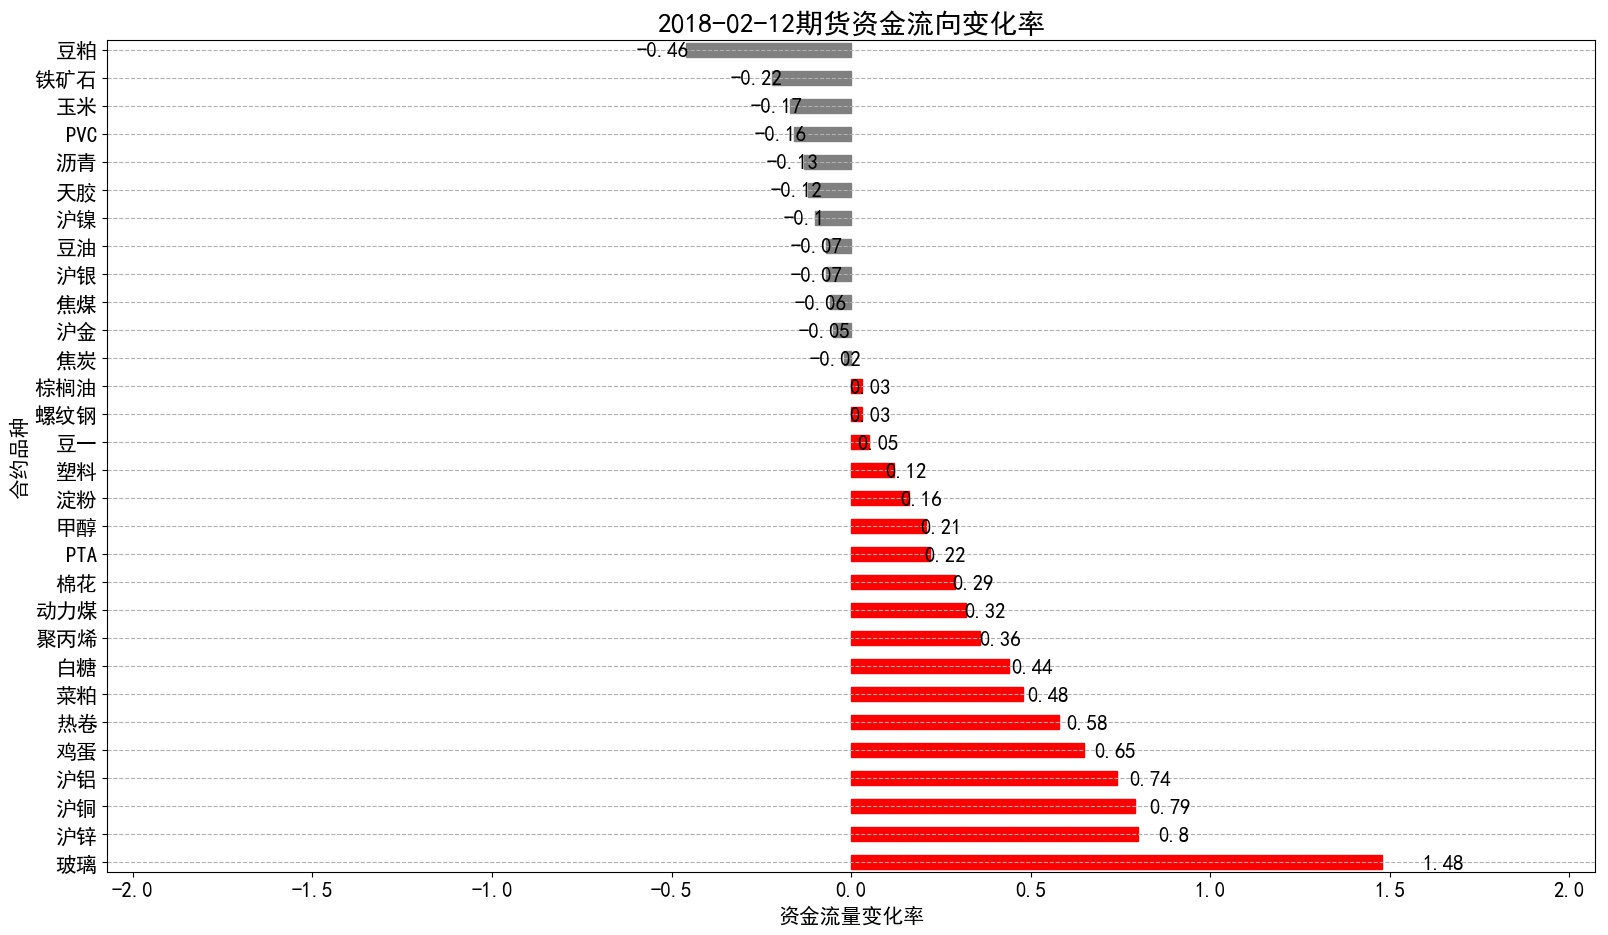 2018-02-12期货资金流向变化率
豆粕 -0.46
铁矿石 -0.22
玉米 -0.17
PVC -0.16
沥青 -0.13
天胶 -0.12
沪镍 -0.1
豆油 -0.07
沪银 -0.07
焦煤 -0.06
沪金 -0.05
焦炭 -0.02
棕榈油 0.03
螺纹钢 0.03
豆一 0.05
塑料 0.12
淀粉 0.16
甲醇 0.21
PTA 0.22
棉花 0.29
动力煤 0.32
聚丙烯 0.36
白糖 0.44
菜粕 0.48
热卷 0.58
鸡蛋 0.65
沪铝 0.74
沪铜 0.79
沪锌 0.8
玻璃 1.48
合约品种
-2.0 -1.5 -1.0 -0.5 0.0 0.5 1.0 1.5 2.0
资金流量变化率